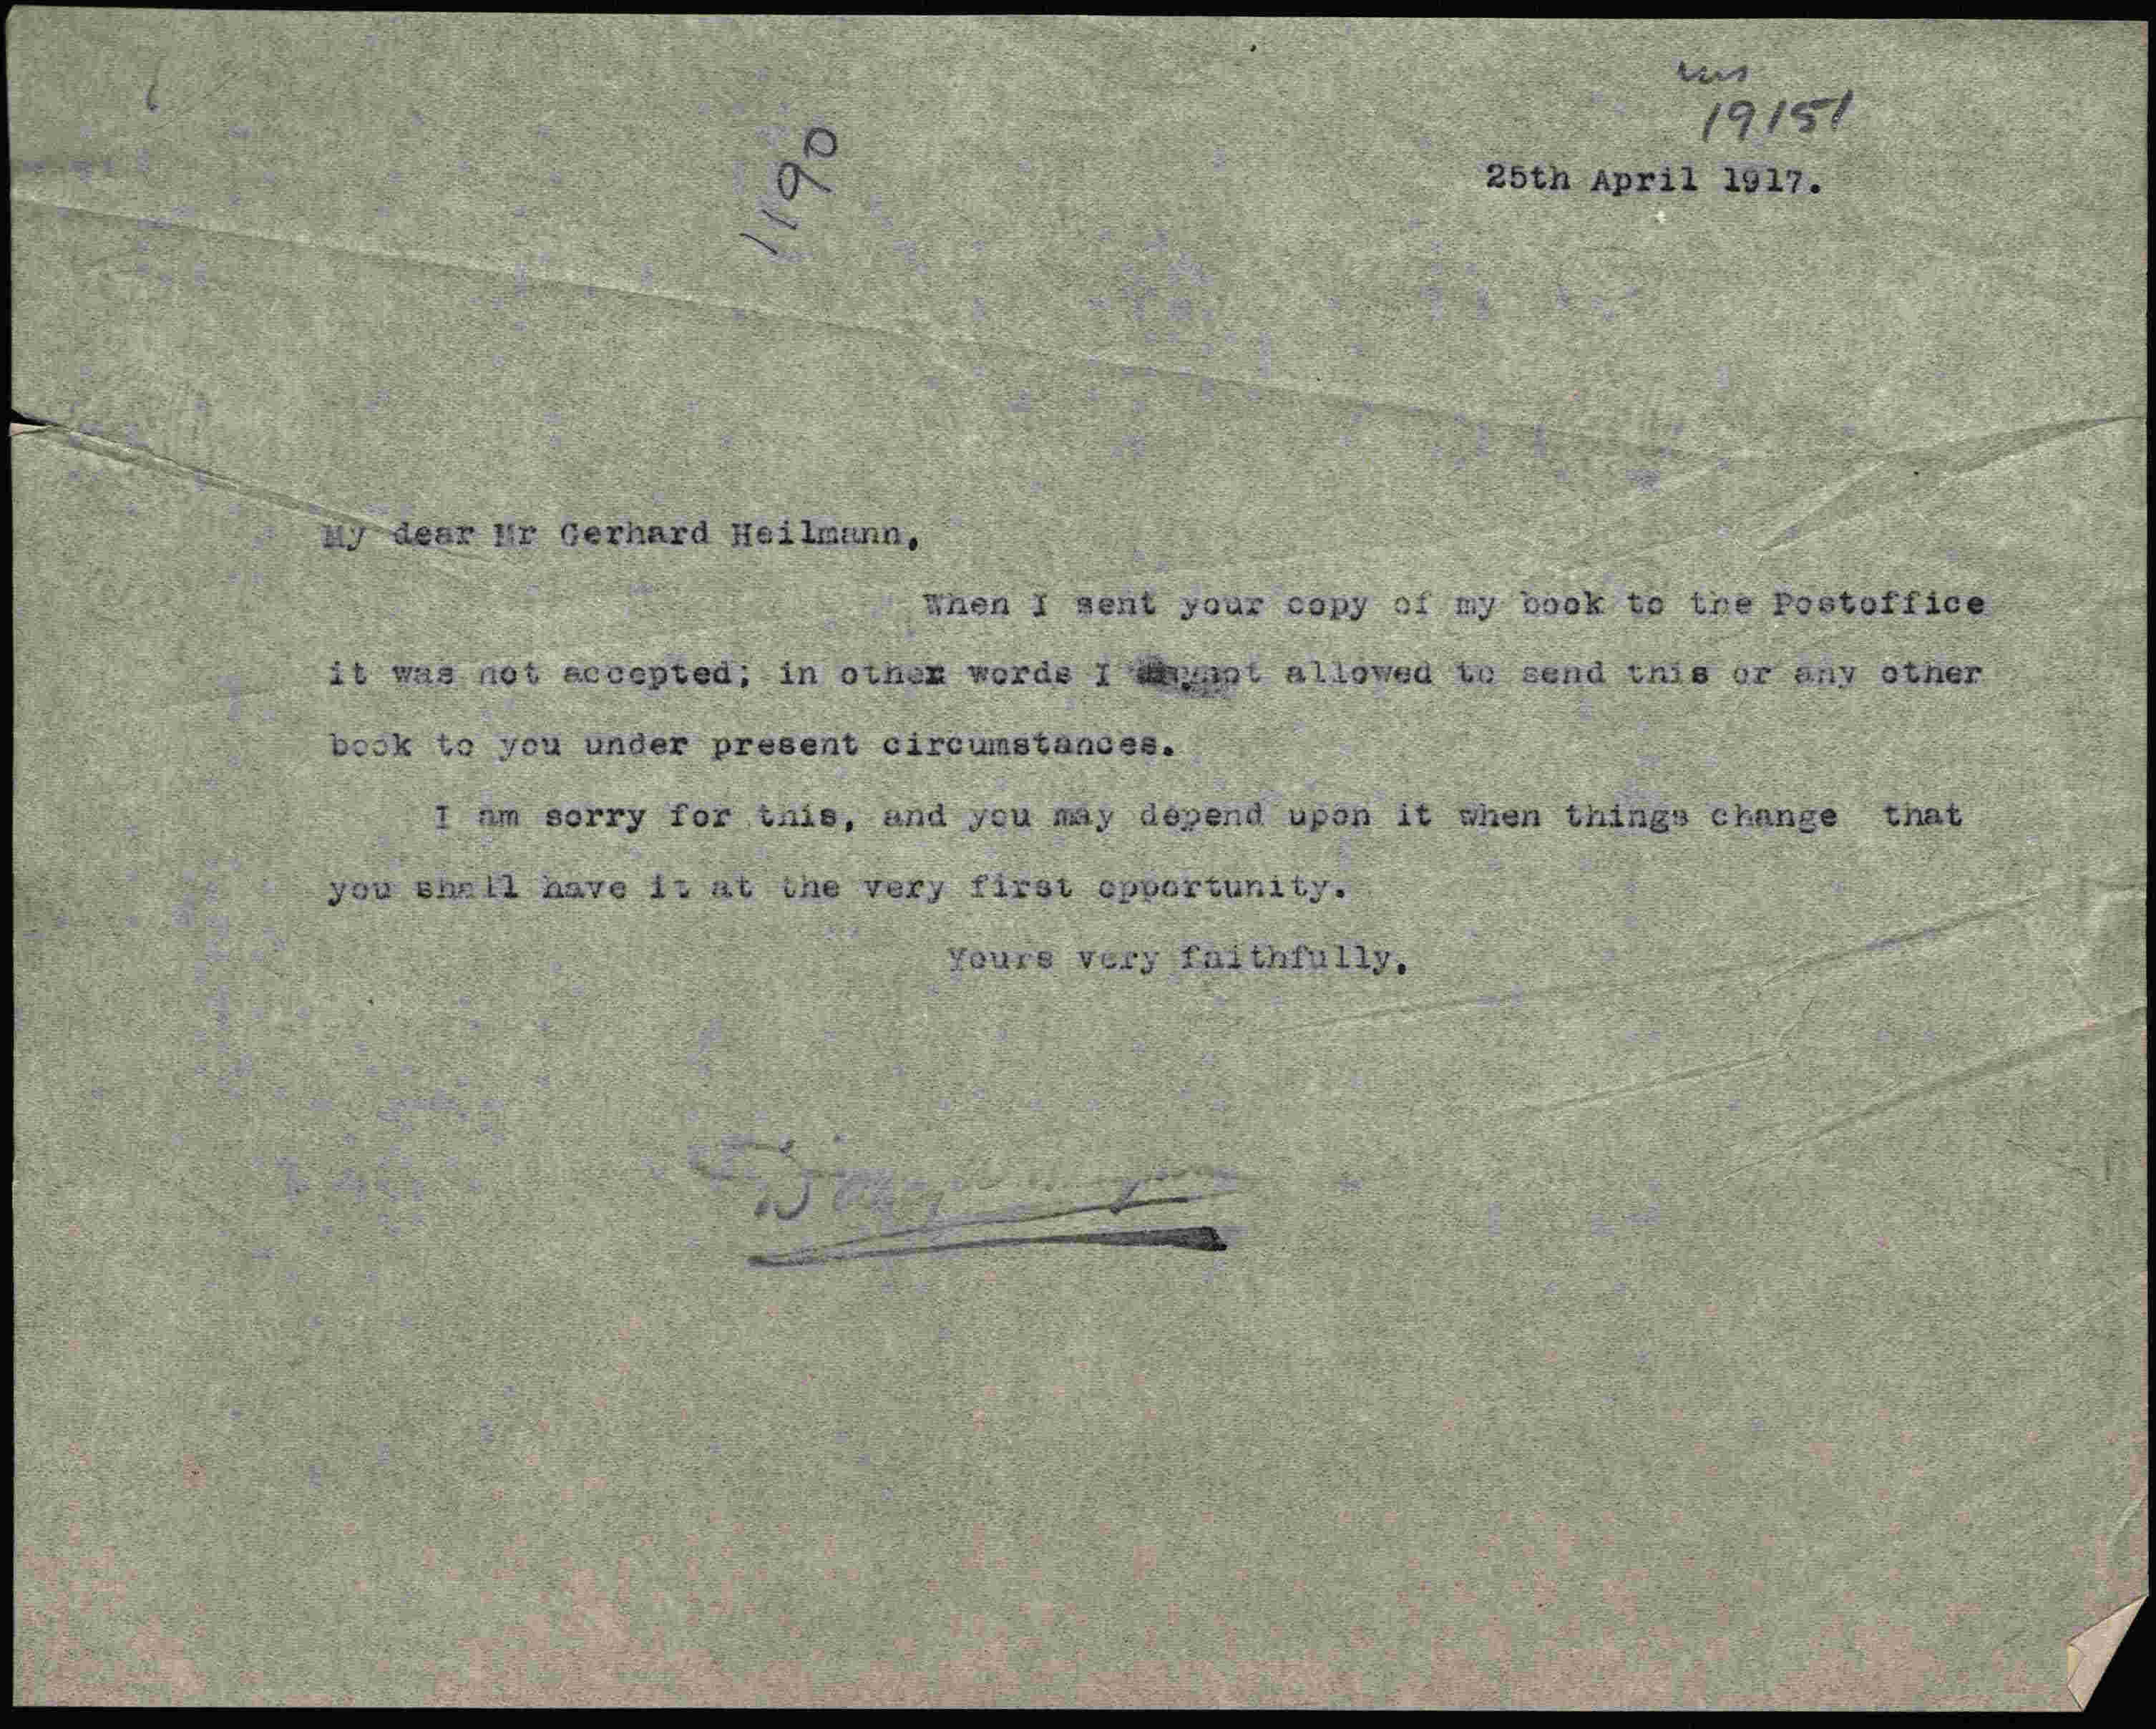 19151
1190
25th April 1917.
My dear Mr Gerhard Heilmann,
When I sent your copy of my book to the Postoffice
it was not accepted; in other words I not allowed to send this or any other
book to you under present circumstances.
I am sorry for this, and you may depend upon it when things change that
you shall have it at the very first opportunity.
Yours very faithfully,